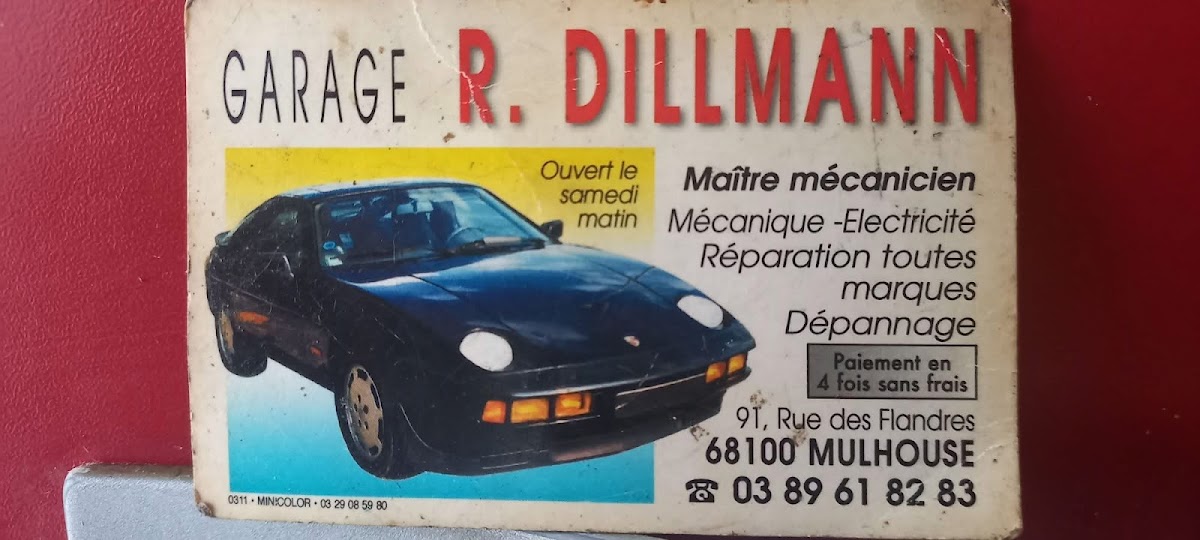 GARAGE R. DILLMANN
Ouvert le
samedi
matin
Maître mécanicien
Mécanique -Electricité
Réparation toutes
marques
Dépannage
Paiement en
4 fois sans frais
91, Rue des Flandres
68100 MULHOUSE
☎ 03 89 61 82 83
0311 • MINICOLOR • 03 29 08 59 80